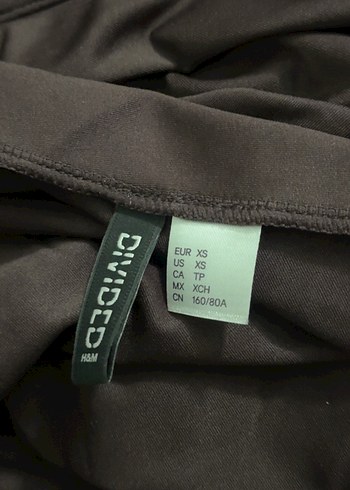 DIVIDED
H&M
EUR XS
US XS
CA TP
MX XCH
CN 160/80A